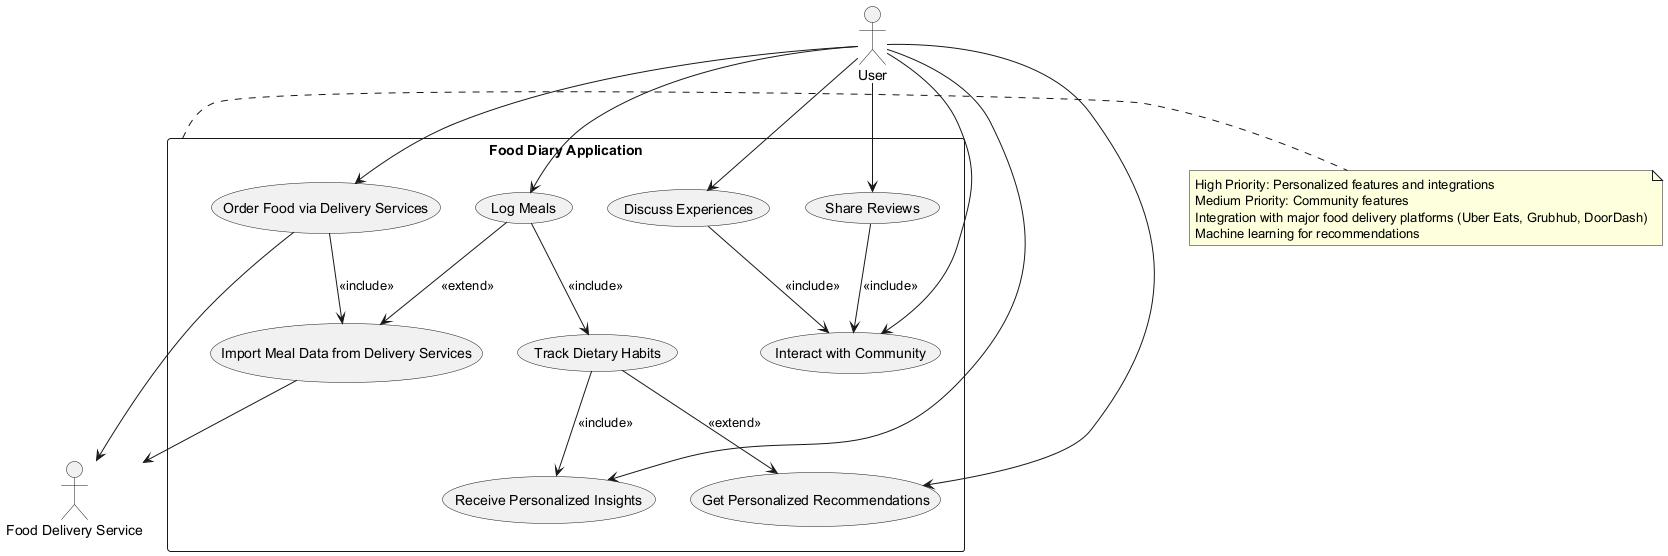 User
Food Diary Application
High Priority: Personalized features and integrations
Medium Priority: Community features
Integration with major food delivery platforms (Uber Eats, Grubhub, DoorDash)
Machine learning for recommendations
Order Food via Delivery Services
Log Meals
Discuss Experiences
Share Reviews
«include»
«extend»
«include»
«include»
«include»
Import Meal Data from Delivery Services
Track Dietary Habits
Interact with Community
«include»
«extend»
Receive Personalized Insights
Get Personalized Recommendations
Food Delivery Service